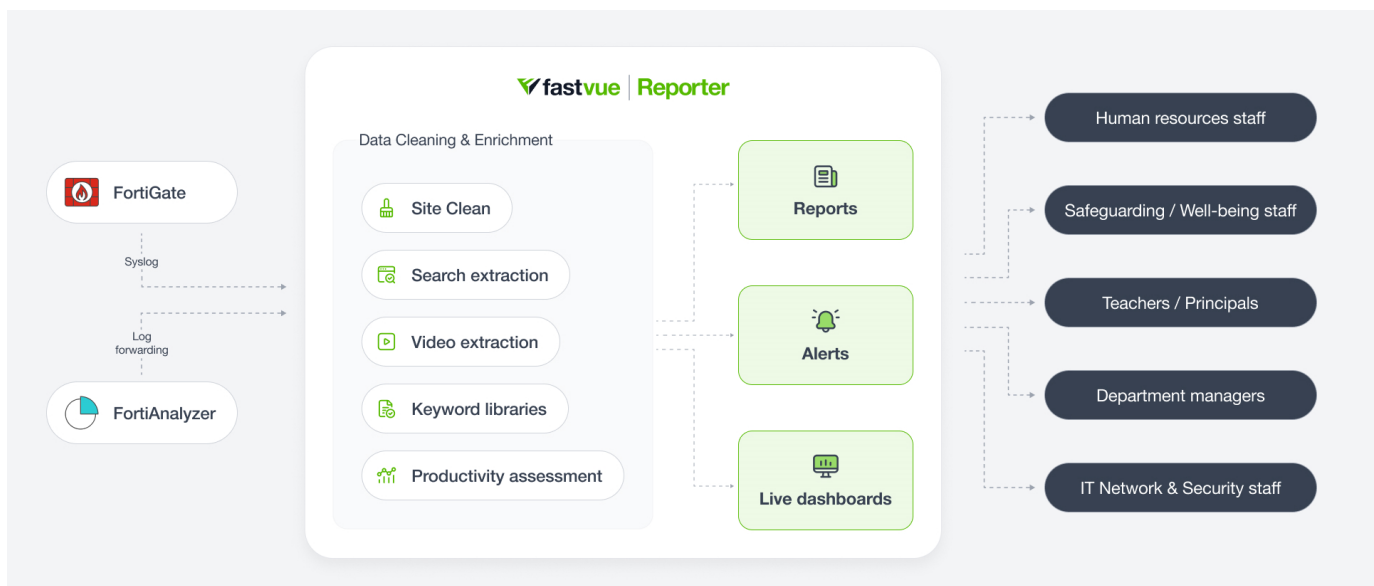 fastvue | Reporter
Data Cleaning & Enrichment
Site Clean
Search extraction
Video extraction
Keyword libraries
Productivity assessment
FortiGate
Syslog
Log
forwarding
FortiAnalyzer
Reports
Alerts
Live dashboards
Human resources staff
Safeguarding / Well-being staff
Teachers / Principals
Department managers
IT Network & Security staff